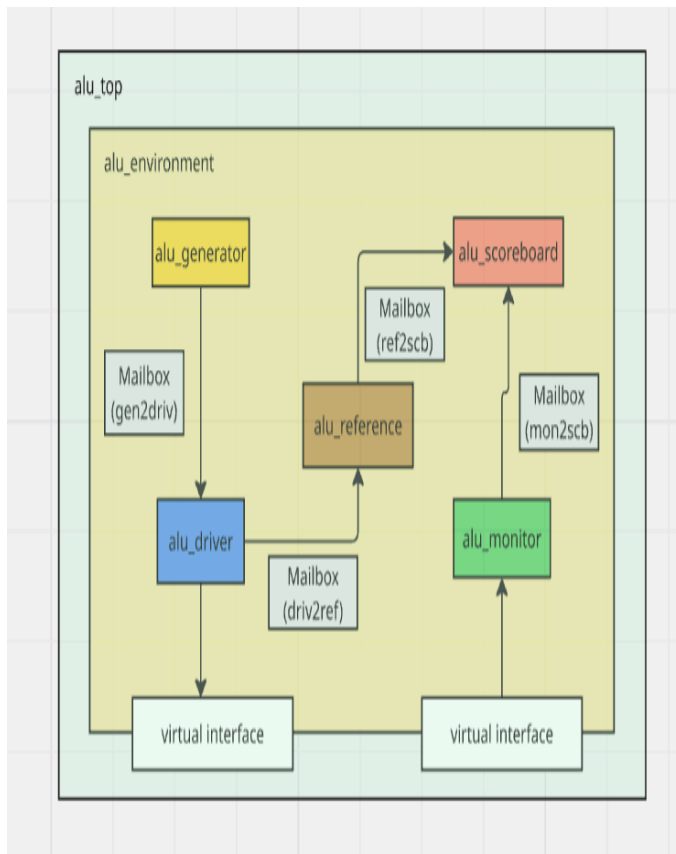 alu_top
alu_environment
alu_generator
alu_scoreboard
Mailbox
(ref2scb)
Mailbox
(gen2driv)
Mailbox
(mon2scb)
alu_reference
alu_driver
alu_monitor
Mailbox
(driv2ref)
virtual interface
virtual interface